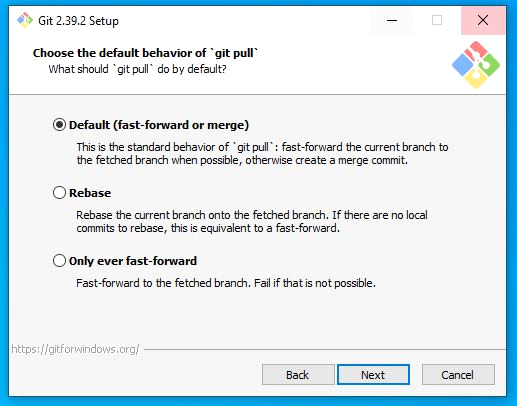 Git 2.39.2 Setup
Choose the default behavior of `git pull`
What should `git pull` do by default?
Default (fast-forward or merge)
This is the standard behavior of `git pull`: fast-forward the current branch to
the fetched branch when possible, otherwise create a merge commit.
Rebase
Rebase the current branch onto the fetched branch. If there are no local
commits to rebase, this is equivalent to a fast-forward.
Only ever fast-forward
Fast-forward to the fetched branch. Fail if that is not possible.
https://gitforwindows.org/
Back
Next
Cancel